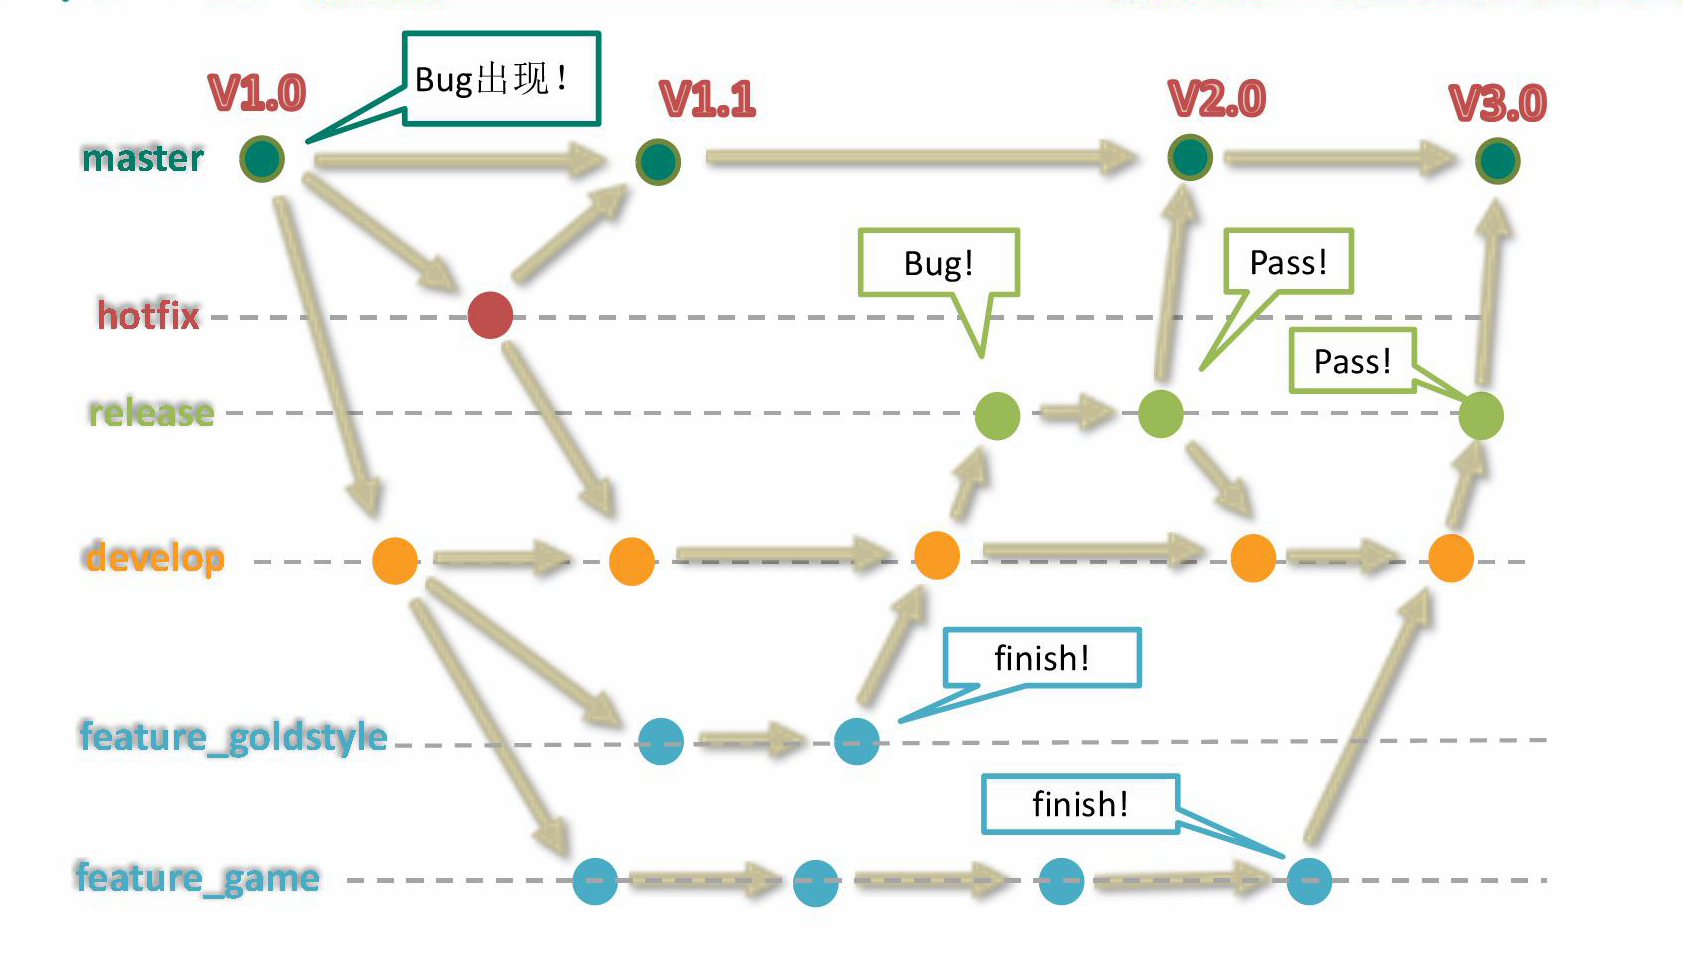 Bug出现!
V1.0
V1.1
V2.0
V3.0
master
Bug!
Pass!
hotfix
Pass!
release
develop
finish!
feature_goldstyle
finish!
feature_game